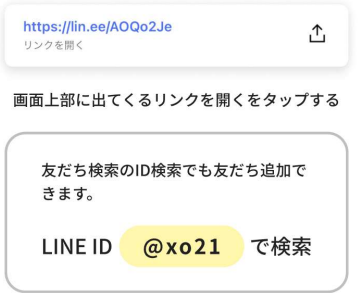 https://lin.ee/AOQo2Je
リンクを開く
画面上部に出てくるリンクを開くをタップする
友だち検索のID検索でも友だち追加で
きます。
LINE ID @xo21 で検索